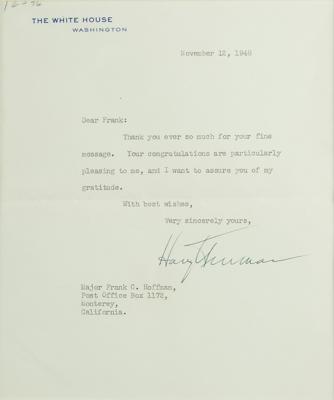 THE WHITE HOUSE
WASHINGTON
November 12, 1948
Dear Frank:
Thank you ever so much for your fine
message. Your congratulations are particularly
pleasing to me, and I want to assure you of my
gratitude.
With best wishes,
Very sincerely yours,
Harry Truman
Major Frank C. Hoffman,
Post Office Box 1172,
Monterey,
California.